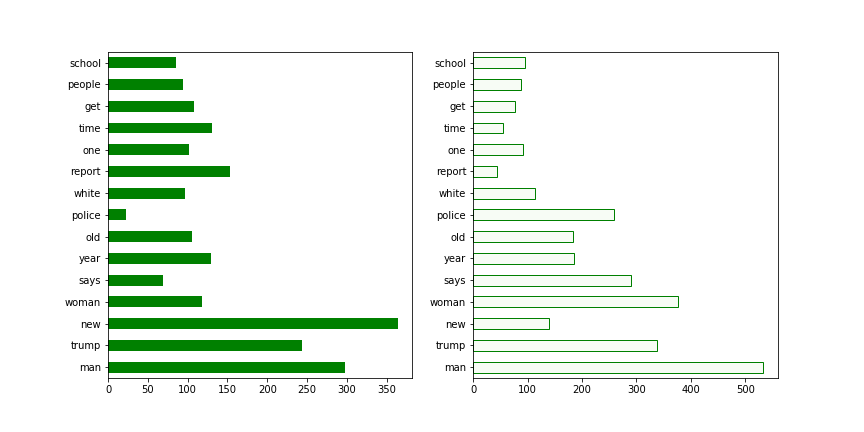 school
people
get
time
one
report
white
police
old
year
says
woman
new
trump
man
0 50 100 150 200 250 300 350
school
people
get
time
one
report
white
police
old
year
says
woman
new
trump
man
0 100 200 300 400 500